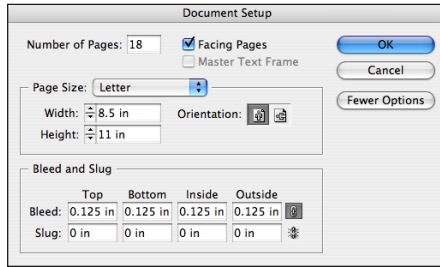 Document Setup
Number of Pages: 18
Facing Pages
Master Text Frame
OK
Cancel
Fewer Options
Page Size: Letter
Width: 8.5 in
Orientation:
Height: 11 in
Bleed and Slug
Top Bottom Inside Outside
Bleed: 0.125 in 0.125 in 0.125 in 0.125 in
Slug: 0 in 0 in 0 in 0 in